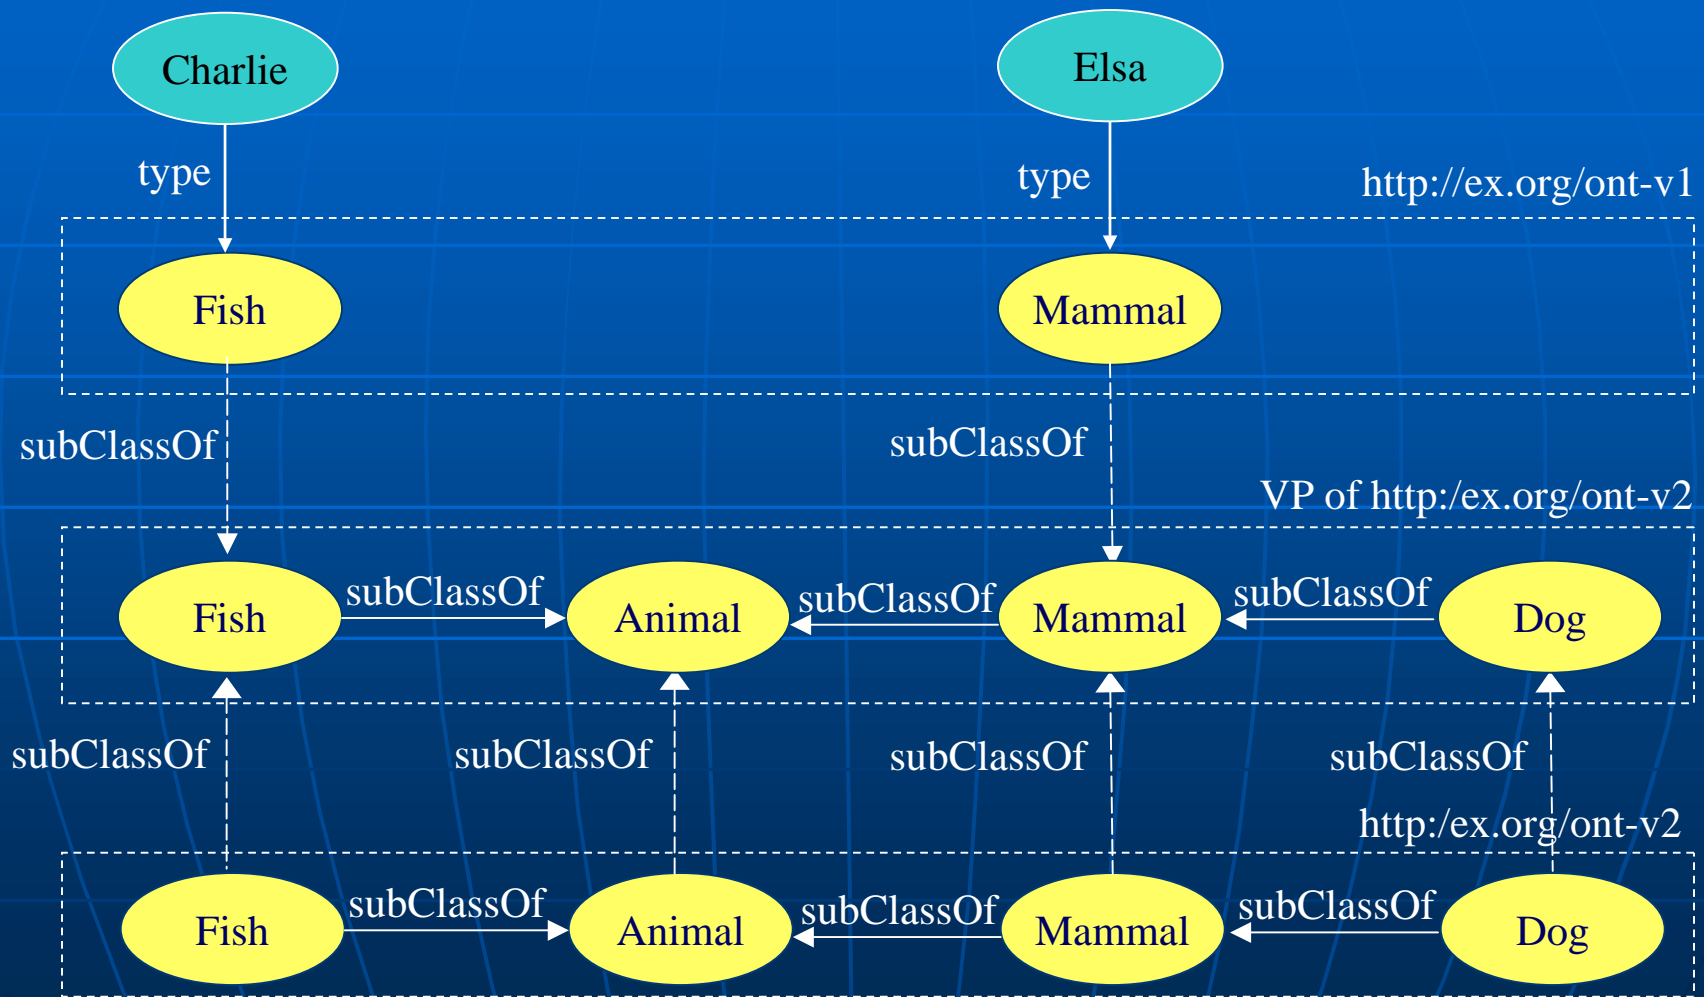 Charlie
Elsa
type
type
http://ex.org/ont-v1
Fish
Mammal
subClassOf
subClassOf
VP of http:/ex.org/ont-v2
subClassOf
subClassOf
subClassOf
Fish
Animal
Mammal
Dog
subClassOf
subClassOf
subClassOf
subClassOf
http:/ex.org/ont-v2
subClassOf
subClassOf
subClassOf
Fish
Animal
Mammal
Dog